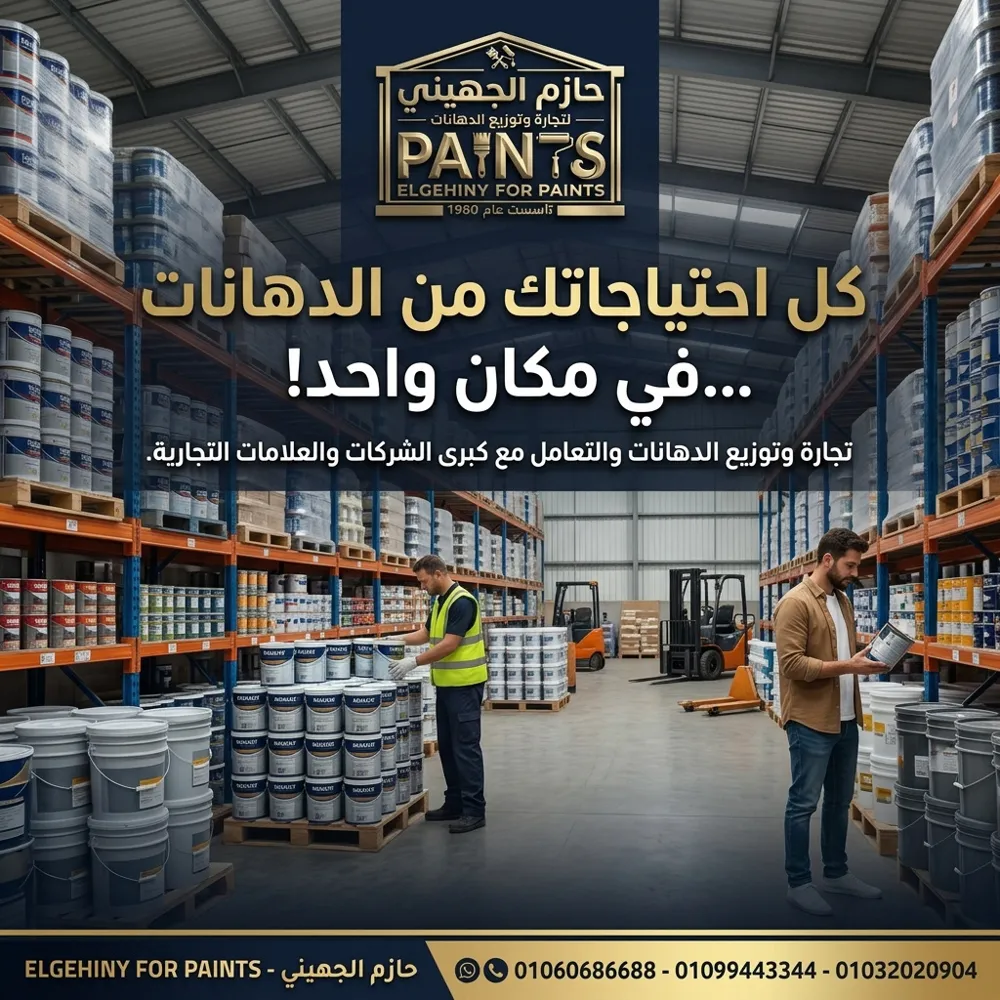 حازم الجهيني
لتجارة وتوزيع الدهانات
PAINTS
ELGEHINY FOR PAINTS
تأسست عام 1980
كل احتياجاتك من الدهانات
...في مكان واحد!
تجارة وتوزيع الدهانات والتعامل مع كبرى الشركات والعلامات التجارية.
ELGEHINY FOR PAINTS - حازم الجهيني
01060686688 - 01099443344 - 01032020904